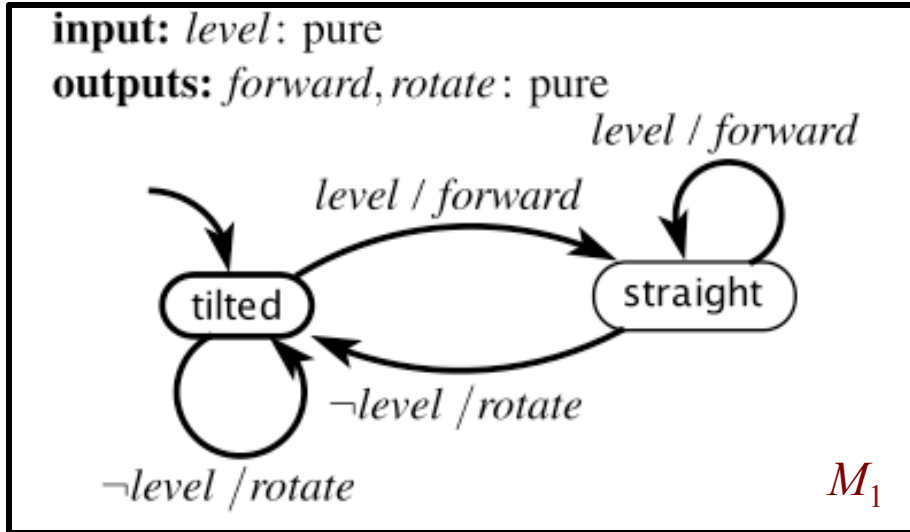 input: level: pure
outputs: forward, rotate: pure
level / forward
level / forward
tilted
straight
¬level / rotate
¬level / rotate
M₁